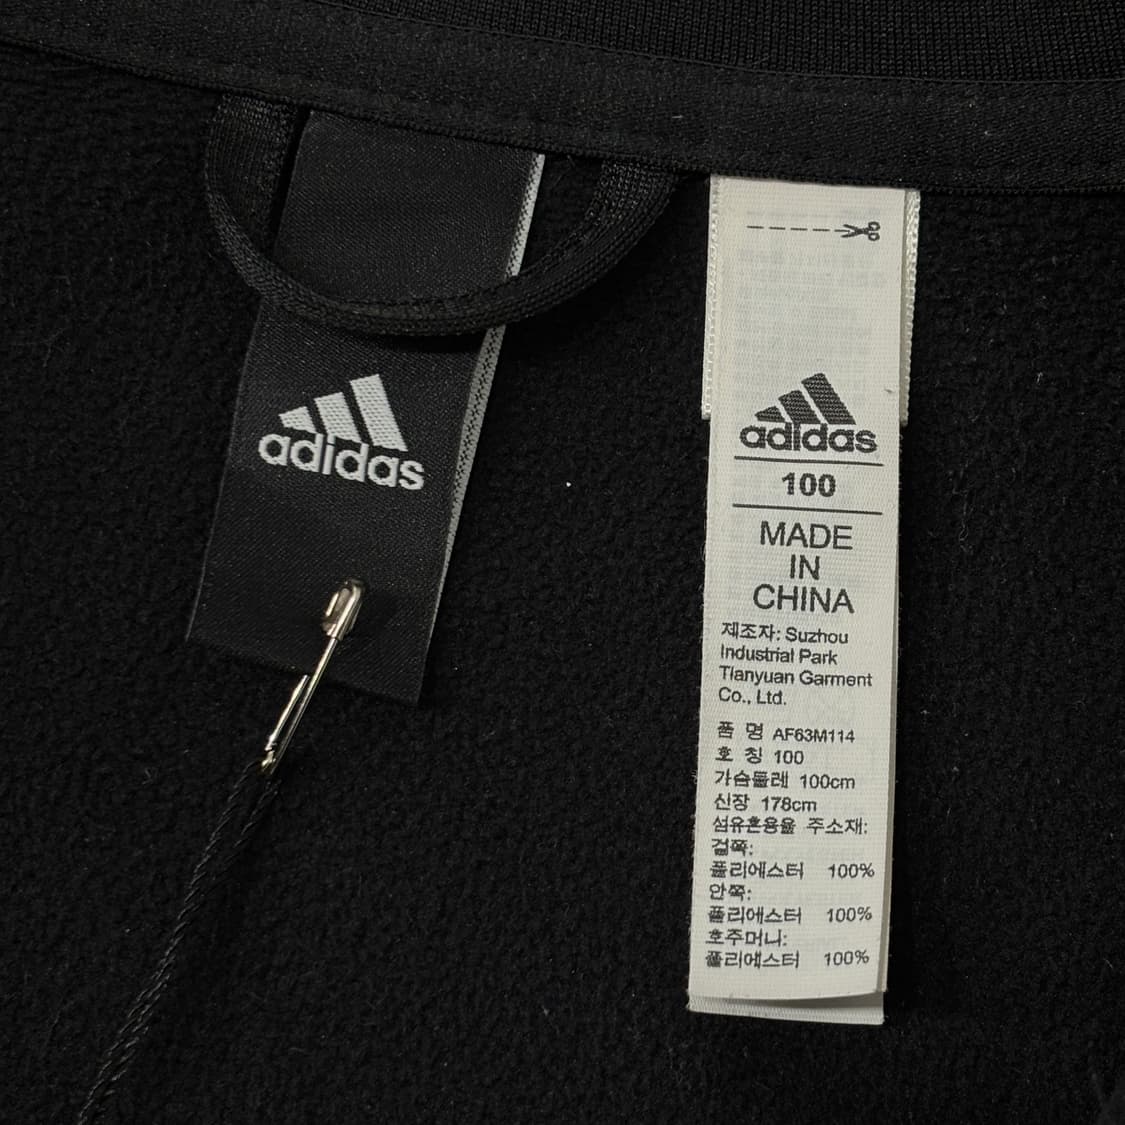 adidas
adidas
100
MADE
IN
CHINA
제조자: Suzhou
Industrial Park
Tianyuan Garment
Co., Ltd.
품 명 AF63M114
호 칭 100
가슴둘레 100cm
신장 178cm
섬유혼용율 주소재:
겉쪽:
폴리에스터 100%
안쪽:
폴리에스터 100%
호주머니:
폴리에스터 100%